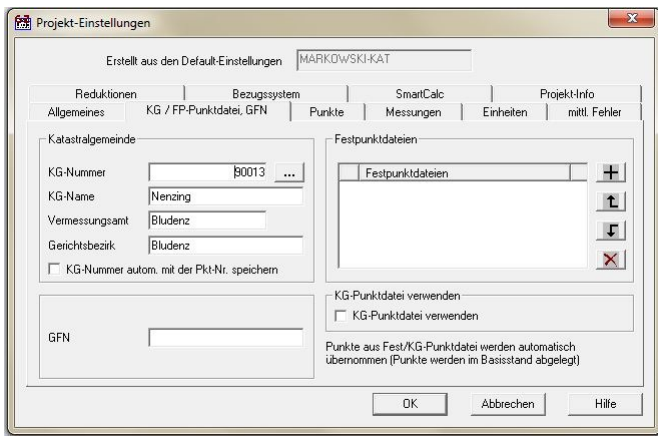 Projekt-Einstellungen
Erstellt aus den Default-Einstellungen MARKOWSKI-KAT
Reduktionen Bezugssystem SmartCalc Projekt-Info
Allgemeines KG / FP-Punktdatei, GFN Punkte Messungen Einheiten mittl. Fehler
Katastralgemeinde
KG-Nummer 90013 ...
KG-Name Nenzing
Vermessungsamt Bludenz
Gerichtsbezirk Bludenz
KG-Nummer autom. mit der Pkt-Nr. speichern
GFN
Festpunktdateien
Festpunktdateien
KG-Punktdatei verwenden
KG-Punktdatei verwenden
Punkte aus Fest/KG-Punktdatei werden automatisch
übernommen (Punkte werden im Basisstand abgelegt)
OK Abbrechen Hilfe